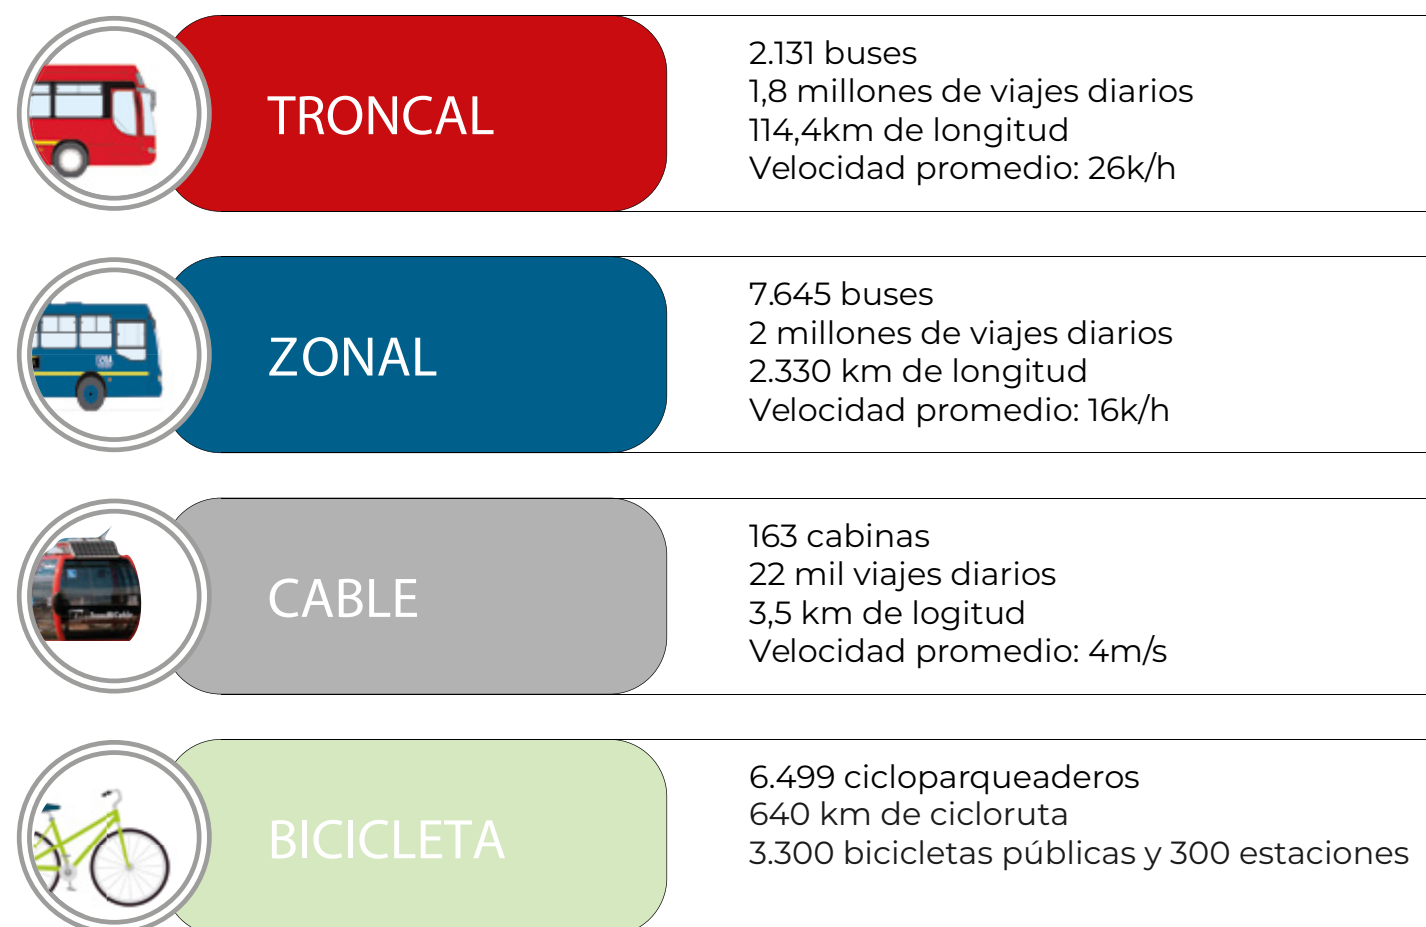 TRONCAL
2.131 buses
1,8 millones de viajes diarios
114,4km de longitud
Velocidad promedio: 26k/h
ZONAL
7.645 buses
2 millones de viajes diarios
2.330 km de longitud
Velocidad promedio: 16k/h
CABLE
163 cabinas
22 mil viajes diarios
3,5 km de logitud
Velocidad promedio: 4m/s
BICICLETA
6.499 cicloparqueaderos
640 km de cicloruta
3.300 bicicletas públicas y 300 estaciones